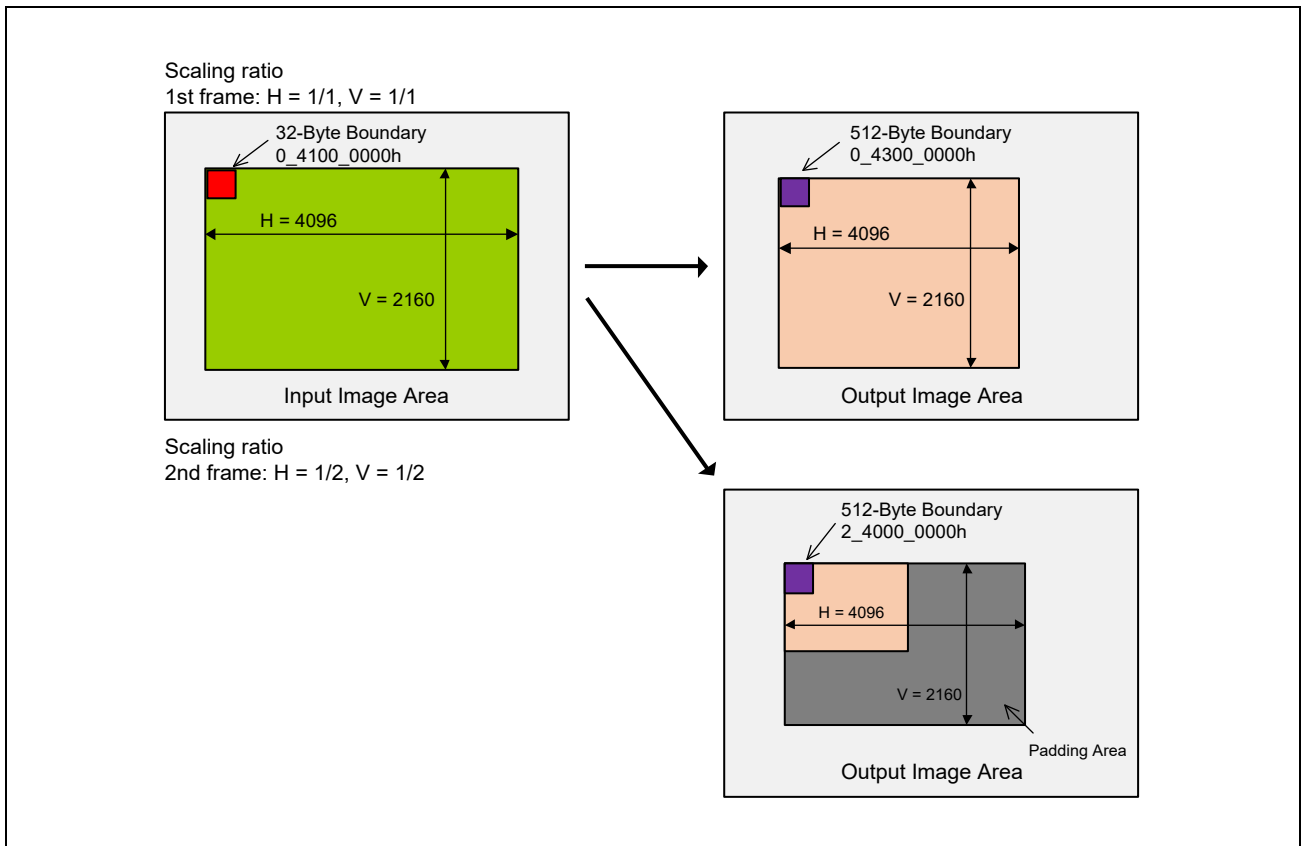 Scaling ratio
1st frame: H = 1/1, V = 1/1
32-Byte Boundary
0_4100_0000h
H = 4096
V = 2160
Input Image Area
512-Byte Boundary
0_4300_0000h
H = 4096
V = 2160
Output Image Area
Scaling ratio
2nd frame: H = 1/2, V = 1/2
512-Byte Boundary
2_4000_0000h
H = 4096
V = 2160
Padding Area
Output Image Area